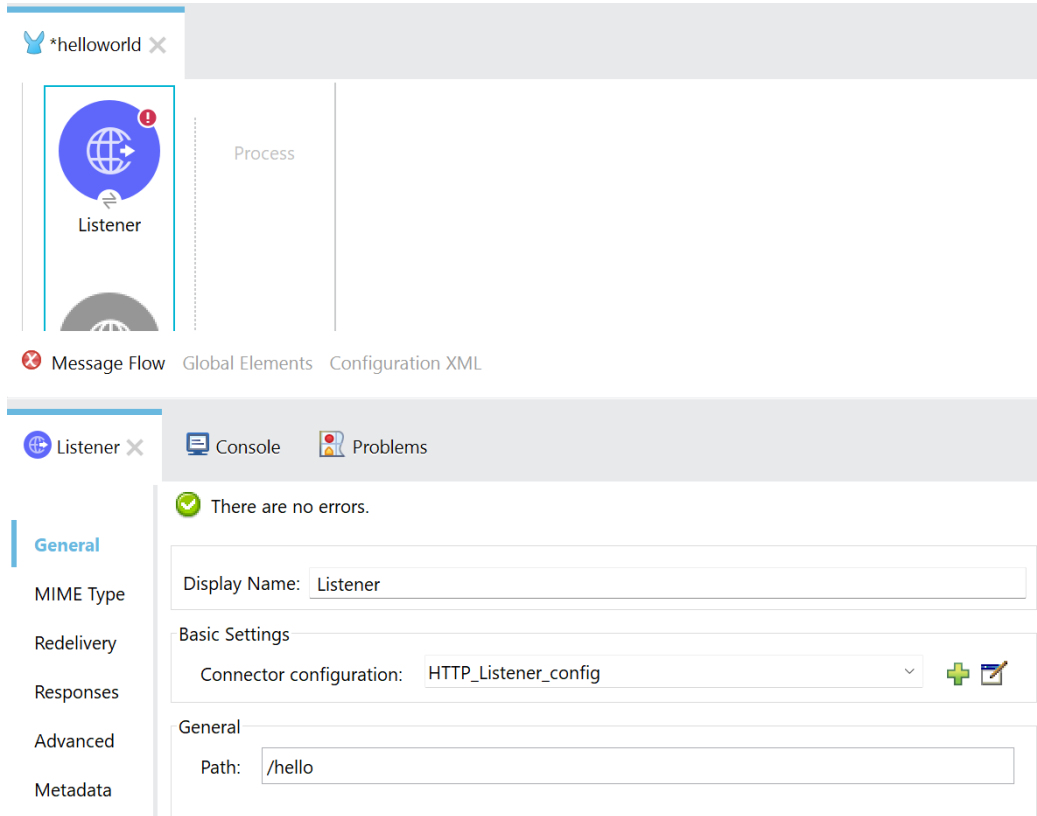 *helloworld
Process
Listener
Message Flow Global Elements Configuration XML
Listener Console Problems
There are no errors.
General
MIME Type
Redelivery
Responses
Advanced
Metadata
Display Name: Listener
Basic Settings
Connector configuration: HTTP_Listener_config
General
Path: /hello